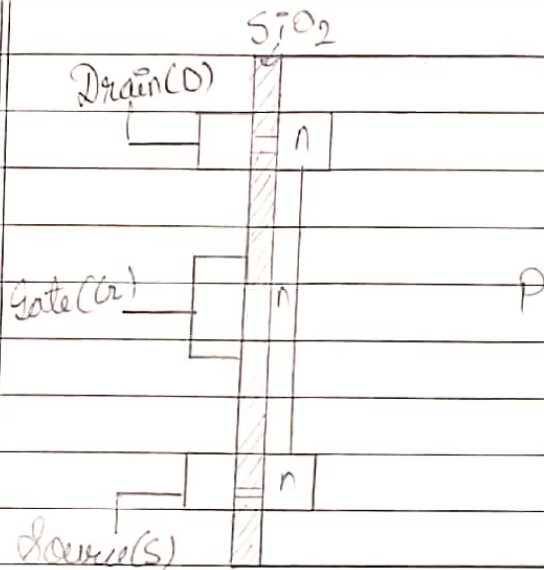 SiO2
Drain(D)
n
Gate(G)
n
P
n
Source(S)